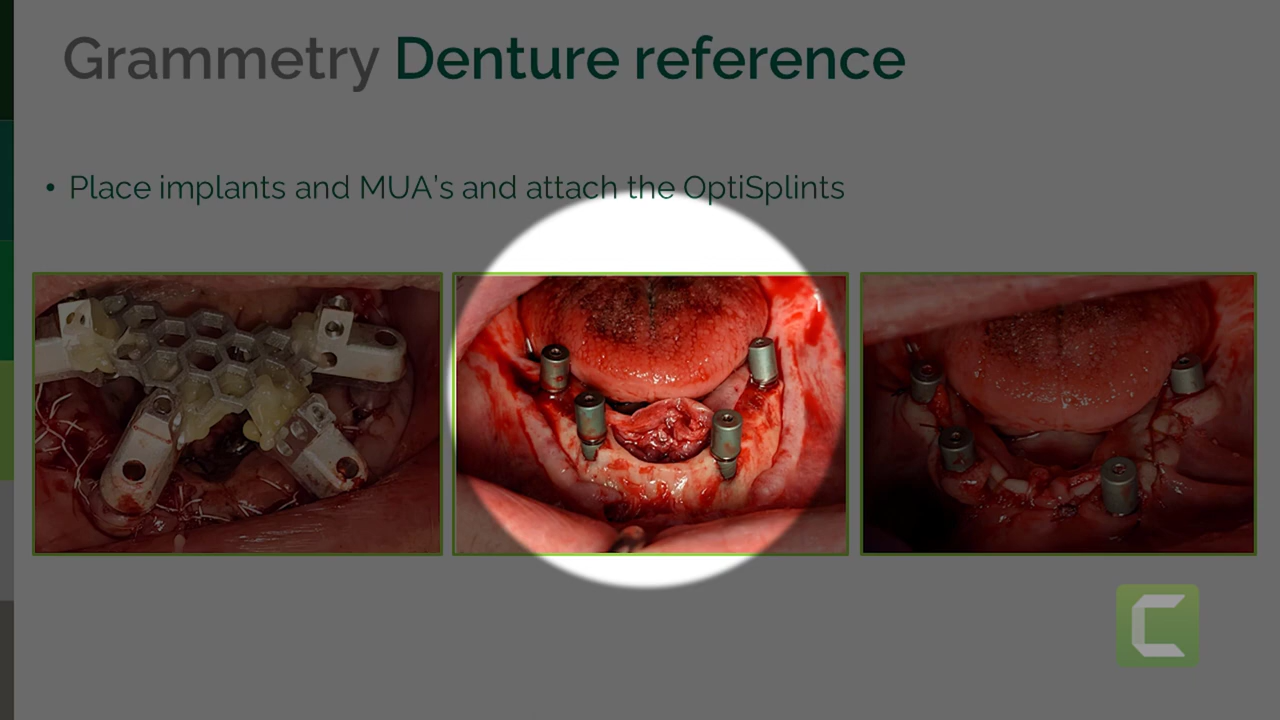 Grammetry Denture reference
• Place implants and MUA's and attach the OptiSplints